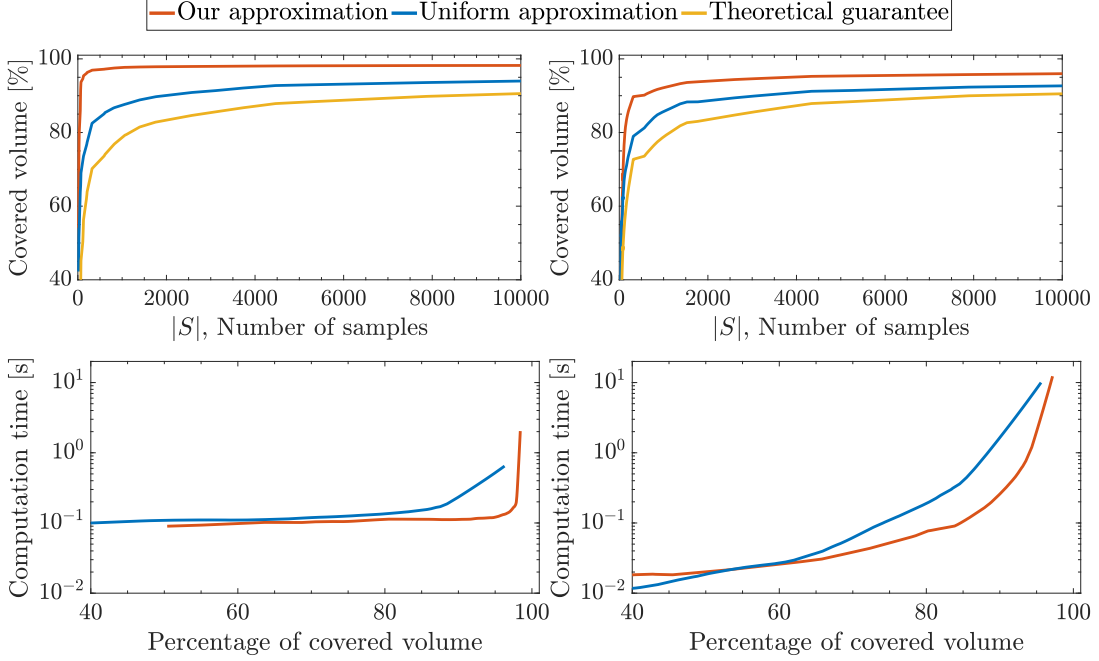 Our approximation Uniform approximation Theoretical guarantee
Covered volume [%]
100
80
60
40
0 2000 4000 6000 8000 10000
|S|, Number of samples
Covered volume [%]
100
80
60
40
0 2000 4000 6000 8000 10000
|S|, Number of samples
Computation time [s]
10^1
10^0
10^-1
10^-2
40 60 80 100
Percentage of covered volume
Computation time [s]
10^1
10^0
10^-1
10^-2
40 60 80 100
Percentage of covered volume